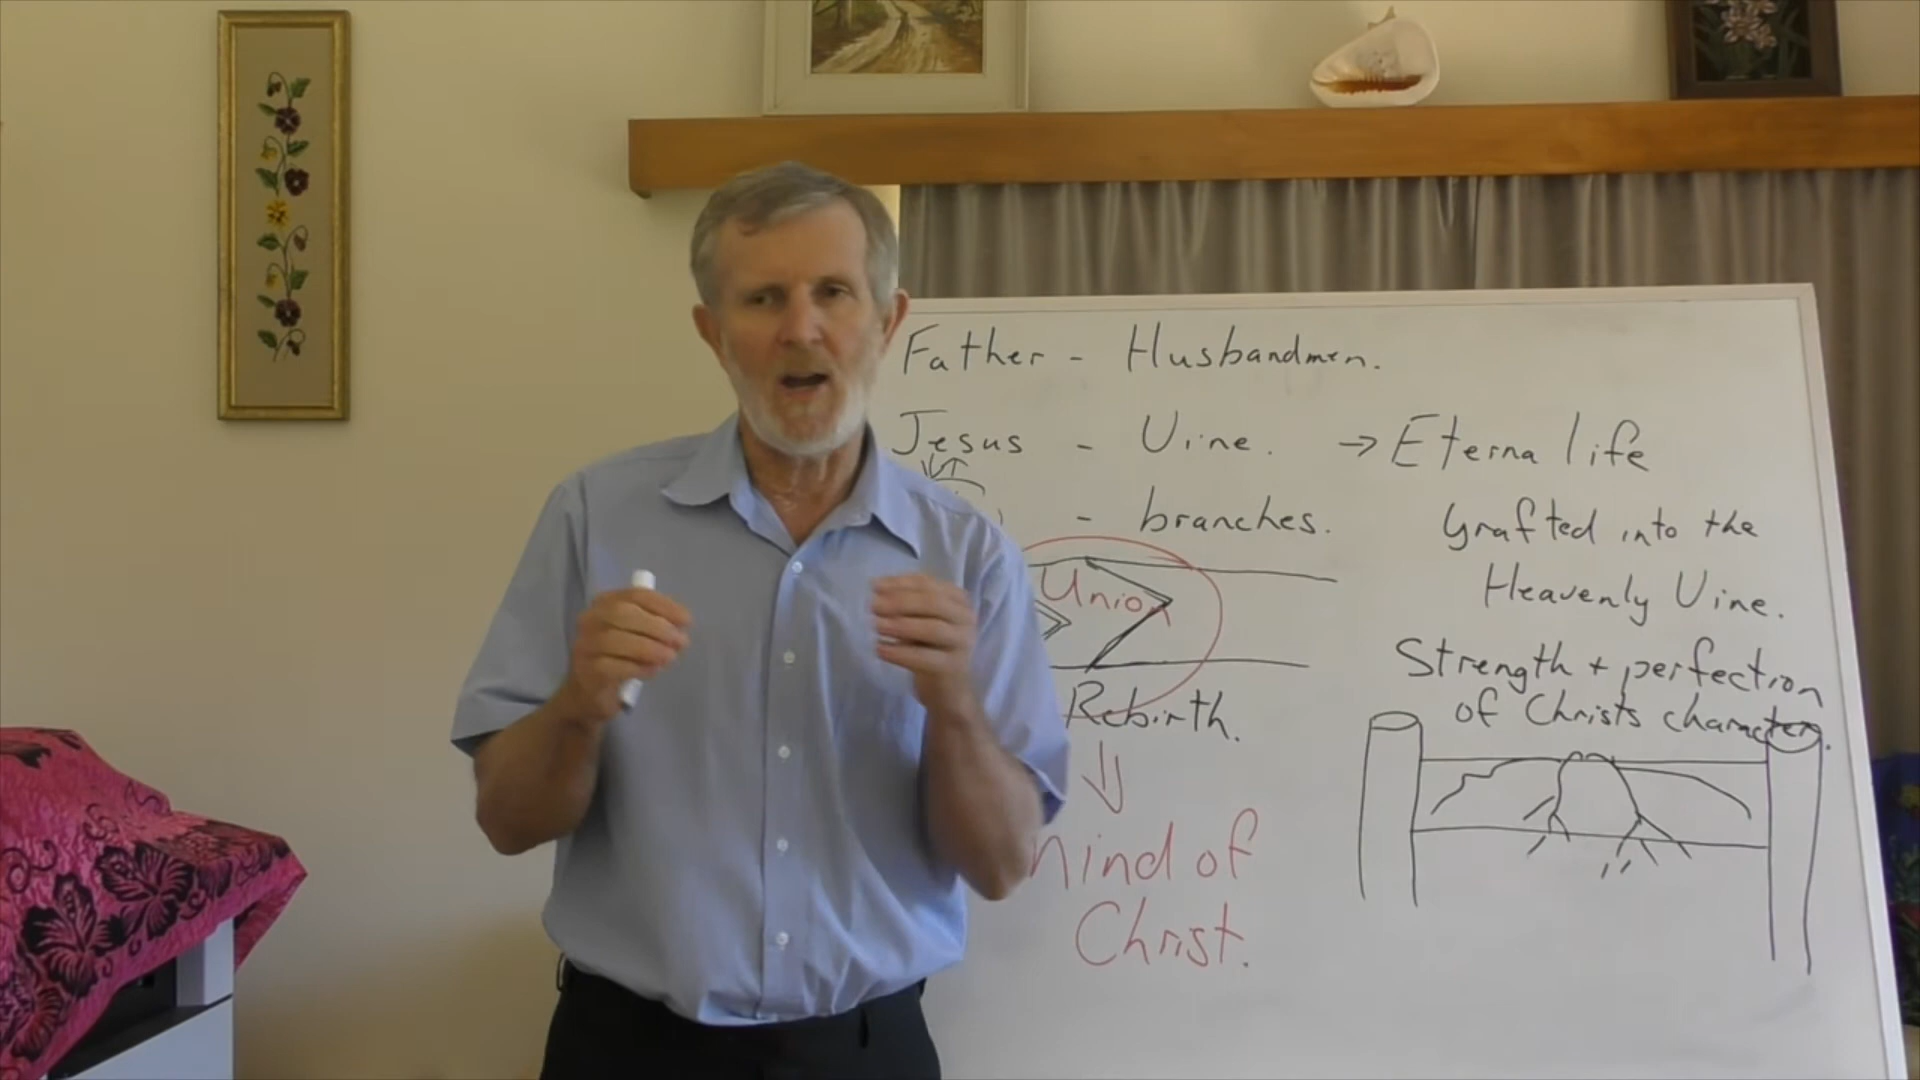 Father - Husbandmen.
Jesus - Vine. → Eternal life
- branches.
Grafted into the
Heavenly Vine.
Union
Strength + perfection
of Christs character.
Rebirth.
mind of
Christ.